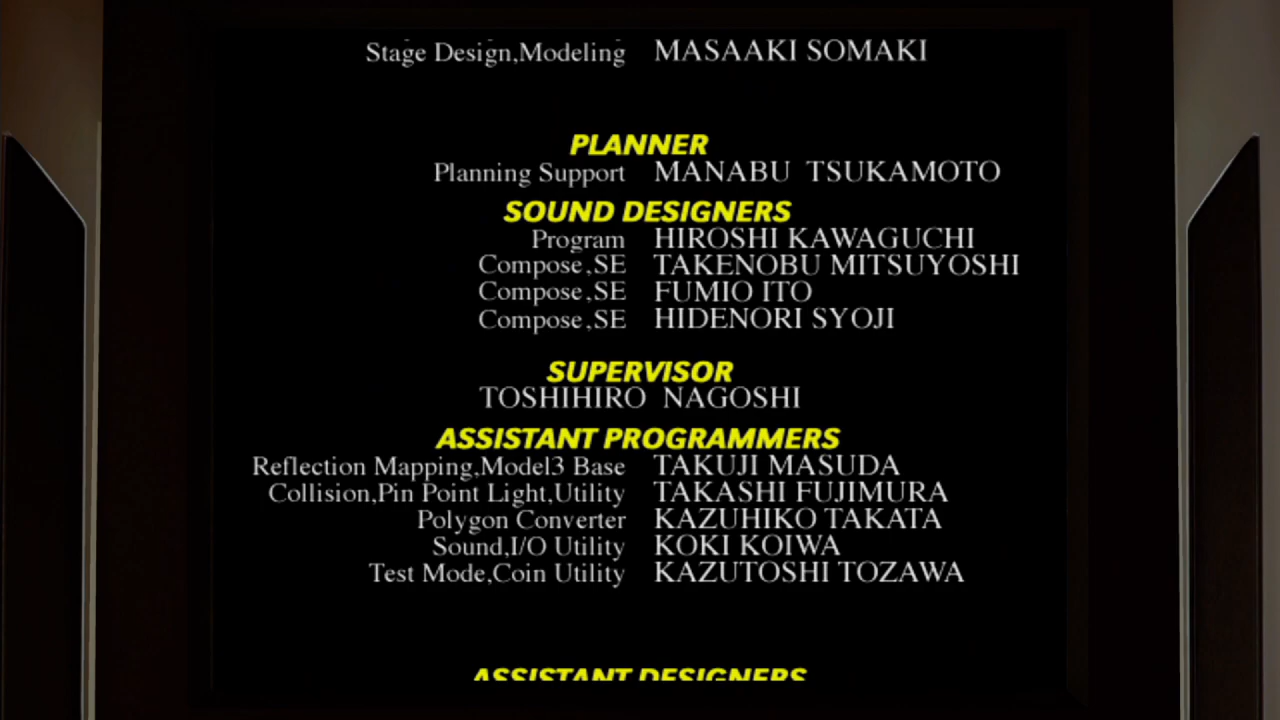 Stage Design,Modeling MASAAKI SOMAKI
PLANNER
Planning Support MANABU TSUKAMOTO
SOUND DESIGNERS
Program HIROSHI KAWAGUCHI
Compose,SE TAKENOBU MITSUYOSHI
Compose,SE FUMIO ITO
Compose,SE HIDENORI SYOJI
SUPERVISOR
TOSHIHIRO NAGOSHI
ASSISTANT PROGRAMMERS
Reflection Mapping,Model3 Base TAKUJI MASUDA
Collision,Pin Point Light,Utility TAKASHI FUJIMURA
Polygon Converter KAZUHIKO TAKATA
Sound,I/O Utility KOKI KOIWA
Test Mode,Coin Utility KAZUTOSHI TOZAWA
ASSISTANT DESIGNERS